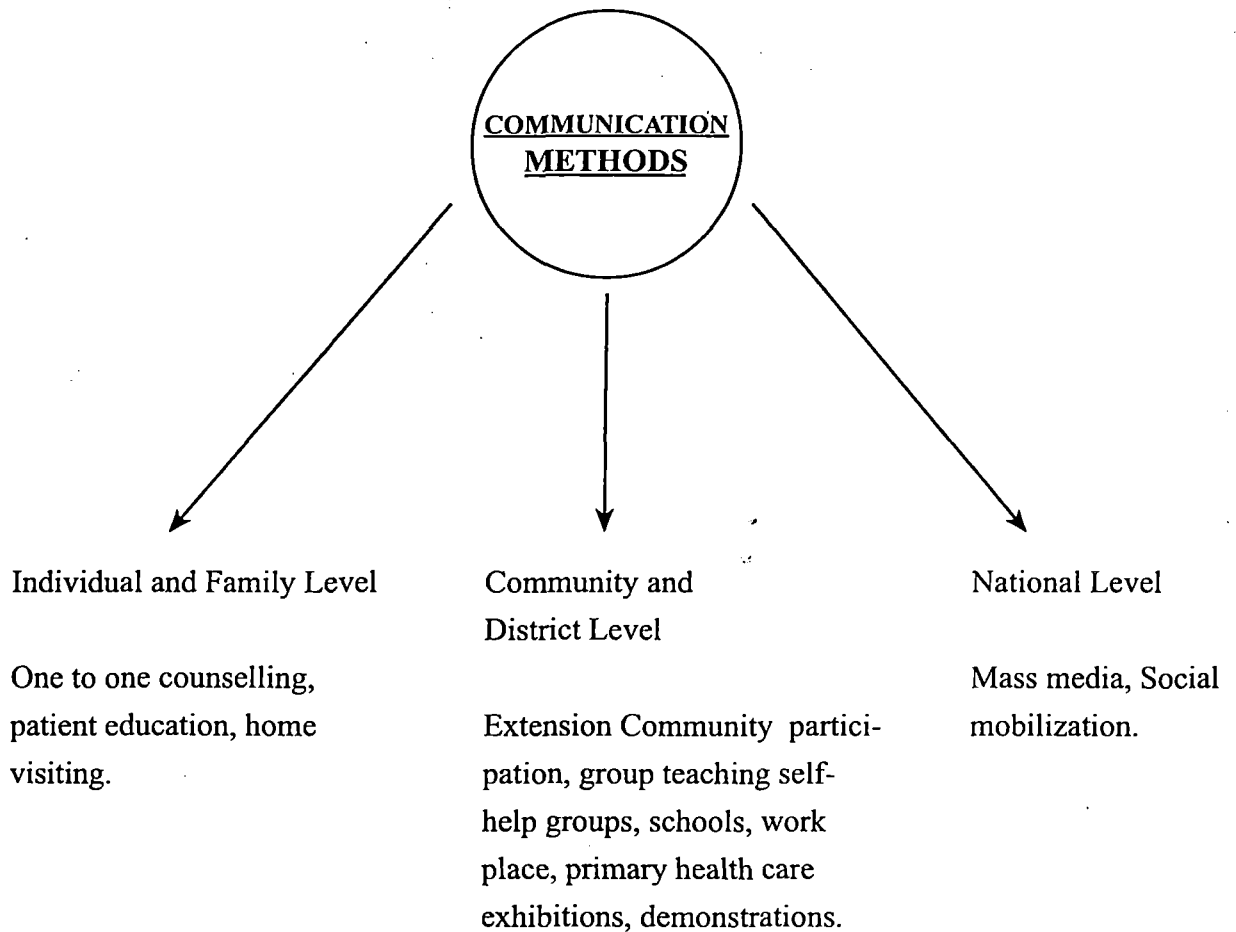 COMMUNICATION
METHODS
Individual and Family Level
One to one counselling,
patient education, home
visiting.
Community and
District Level
Extension Community partici-
pation, group teaching self-
help groups, schools, work
place, primary health care
exhibitions, demonstrations.
National Level
Mass media, Social
mobilization.